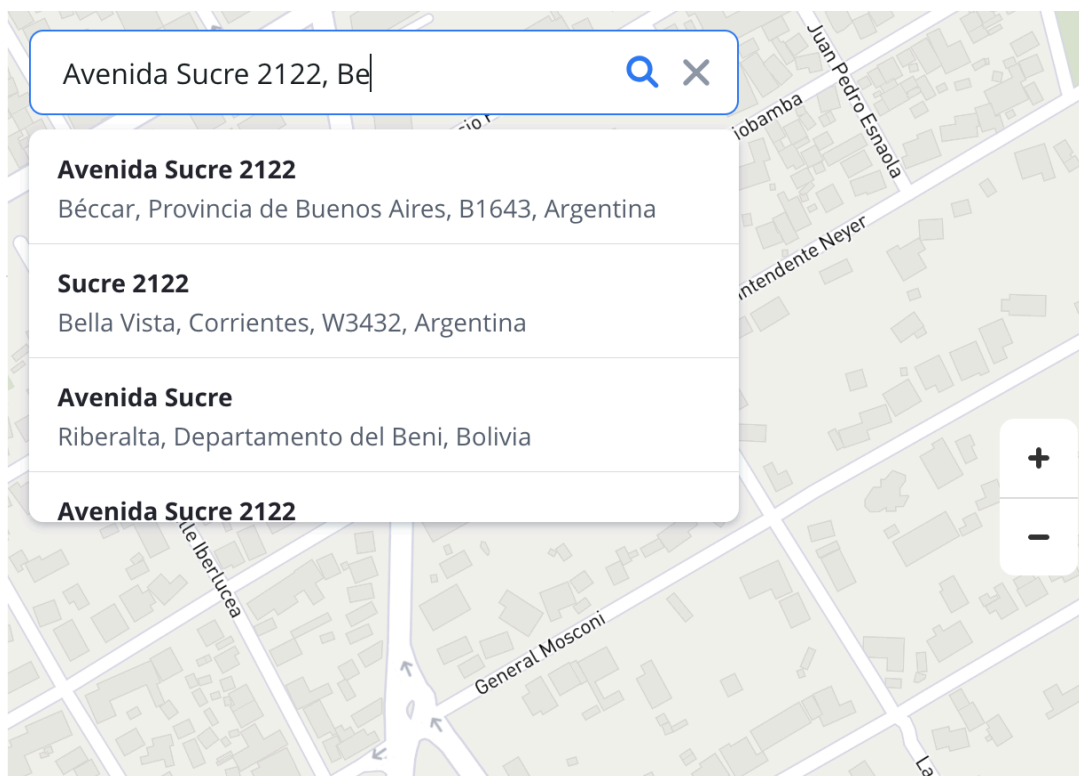 Avenida Sucre 2122, Be
Avenida Sucre 2122
Béccar, Provincia de Buenos Aires, B1643, Argentina
Sucre 2122
Bella Vista, Corrientes, W3432, Argentina
Avenida Sucre
Riberalta, Departamento del Beni, Bolivia
Avenida Sucre 2122
Juan Pedro Esnaola
Intendente Neyer
+
−
Iberlucea
General Mosconi